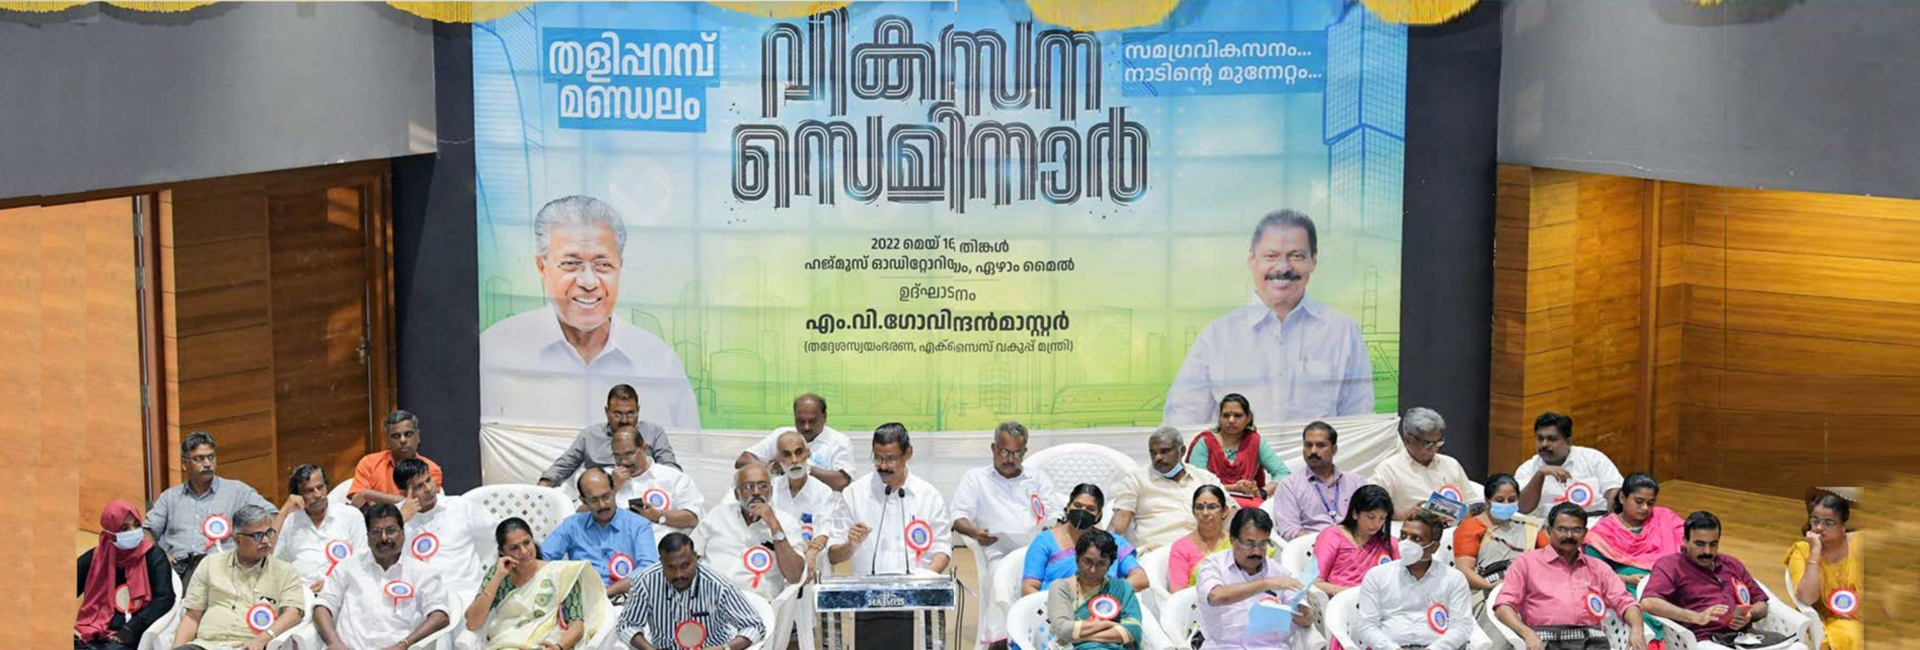 തളിപ്പറമ്പ്
മണ്ഡലം
വികസന
സെമിനാർ
സമഗ്രവികസനം...
നാടിന്റെ മുന്നേറ്റം...
2022 മെയ് 16 തിങ്കൾ
ഹജ്മൂസ് ഓഡിറ്റോറിയം, ഏഴാം മൈൽ
ഉദ്ഘാടനം
എം.വി.ഗോവിന്ദൻമാസ്റ്റർ
(തദ്ദേശസ്വയംഭരണ, എക്സൈസ് വകുപ്പ് മന്ത്രി)
HAJMOOS